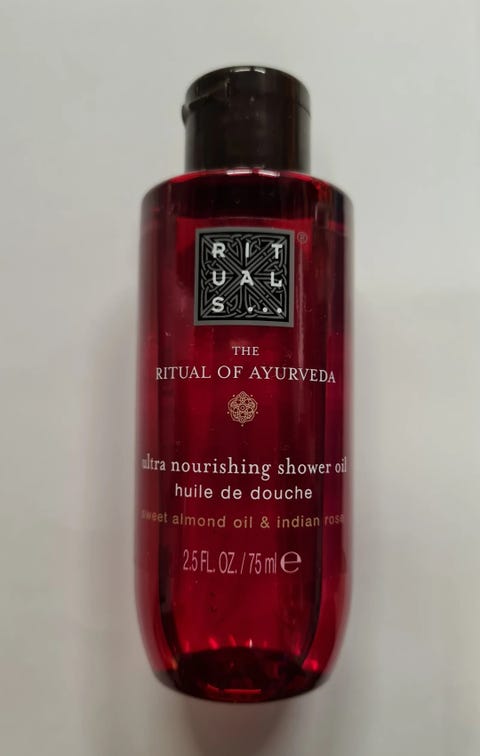 RIT
UAL
S...
®
THE
RITUAL OF AYURVEDA
ultra nourishing shower oil
huile de douche
sweet almond oil & indian rose
2.5 FL. OZ. / 75 ml ℮